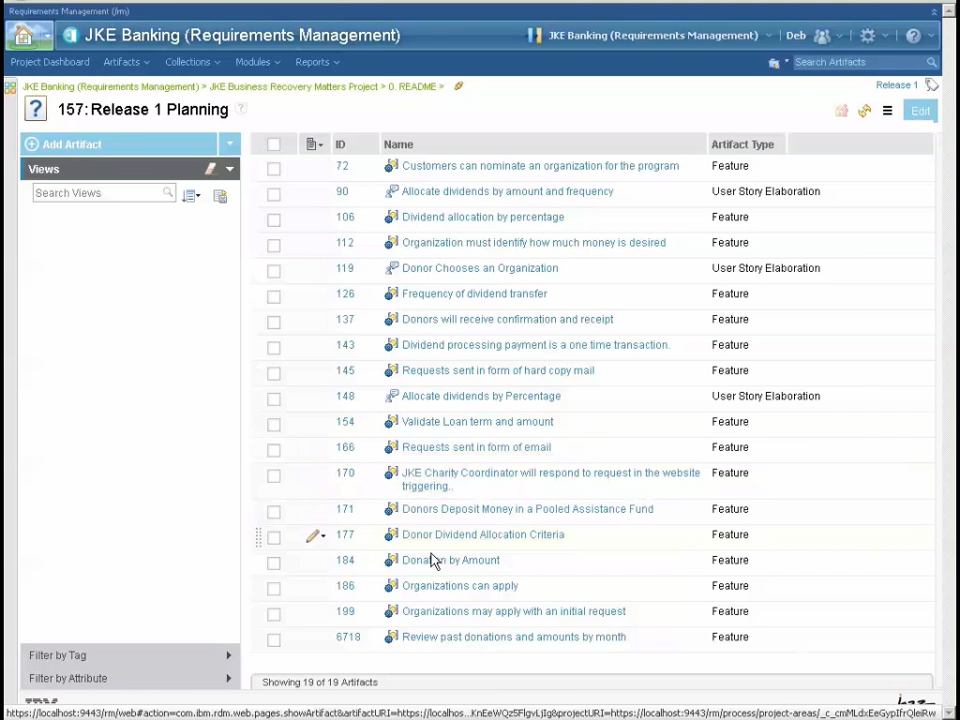 Requirements Management (/rm)
JKE Banking (Requirements Management)
JKE Banking (Requirements Management)
Deb
Project Dashboard Artifacts Collections Modules Reports
Search Artifacts
JKE Banking (Requirements Management) > JKE Business Recovery Matters Project > 0. README >
Release 1
157: Release 1 Planning
Edit
Add Artifact
Views
Search Views
ID Name Artifact Type
72 Customers can nominate an organization for the program Feature
90 Allocate dividends by amount and frequency User Story Elaboration
106 Dividend allocation by percentage Feature
112 Organization must identify how much money is desired Feature
119 Donor Chooses an Organization User Story Elaboration
126 Frequency of dividend transfer Feature
137 Donors will receive confirmation and receipt Feature
143 Dividend processing payment is a one time transaction. Feature
145 Requests sent in form of hard copy mail Feature
148 Allocate dividends by Percentage User Story Elaboration
154 Validate Loan term and amount Feature
166 Requests sent in form of email Feature
170 JKE Charity Coordinator will respond to request in the website Feature
triggering..
171 Donors Deposit Money in a Pooled Assistance Fund Feature
177 Donor Dividend Allocation Criteria Feature
184 Donation by Amount Feature
186 Organizations can apply Feature
199 Organizations may apply with an initial request Feature
6718 Review past donations and amounts by month Feature
Filter by Tag
Filter by Attribute
Showing 19 of 19 Artifacts